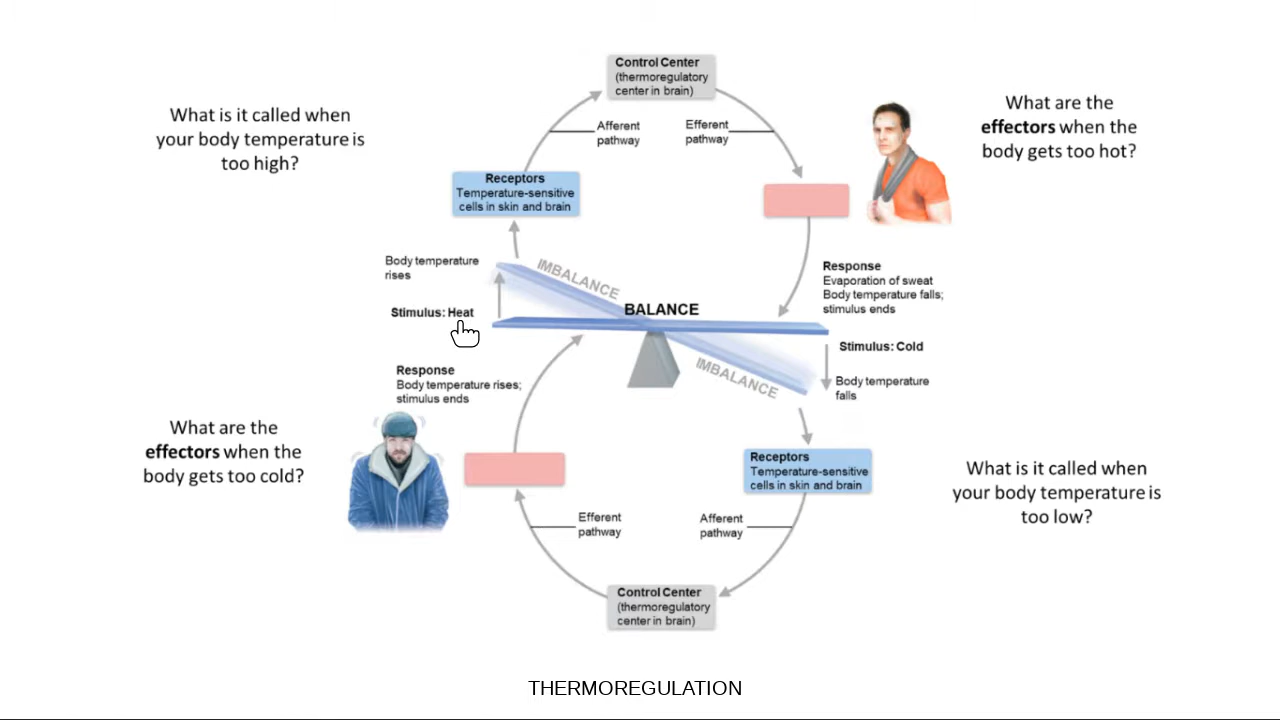 Control Center
(thermoregulatory
center in brain)
What is it called when
your body temperature is
too high?
Afferent
pathway
Efferent
pathway
What are the
effectors when the
body gets too hot?
Receptors
Temperature-sensitive
cells in skin and brain
Body temperature
rises
IMBALANCE
Response
Evaporation of sweat
Body temperature falls;
stimulus ends
Stimulus: Heat
BALANCE
Stimulus: Cold
IMBALANCE
Body temperature
falls
Response
Body temperature rises;
stimulus ends
What are the
effectors when the
body gets too cold?
Receptors
Temperature-sensitive
cells in skin and brain
What is it called when
your body temperature is
too low?
Efferent
pathway
Afferent
pathway
Control Center
(thermoregulatory
center in brain)
THERMOREGULATION